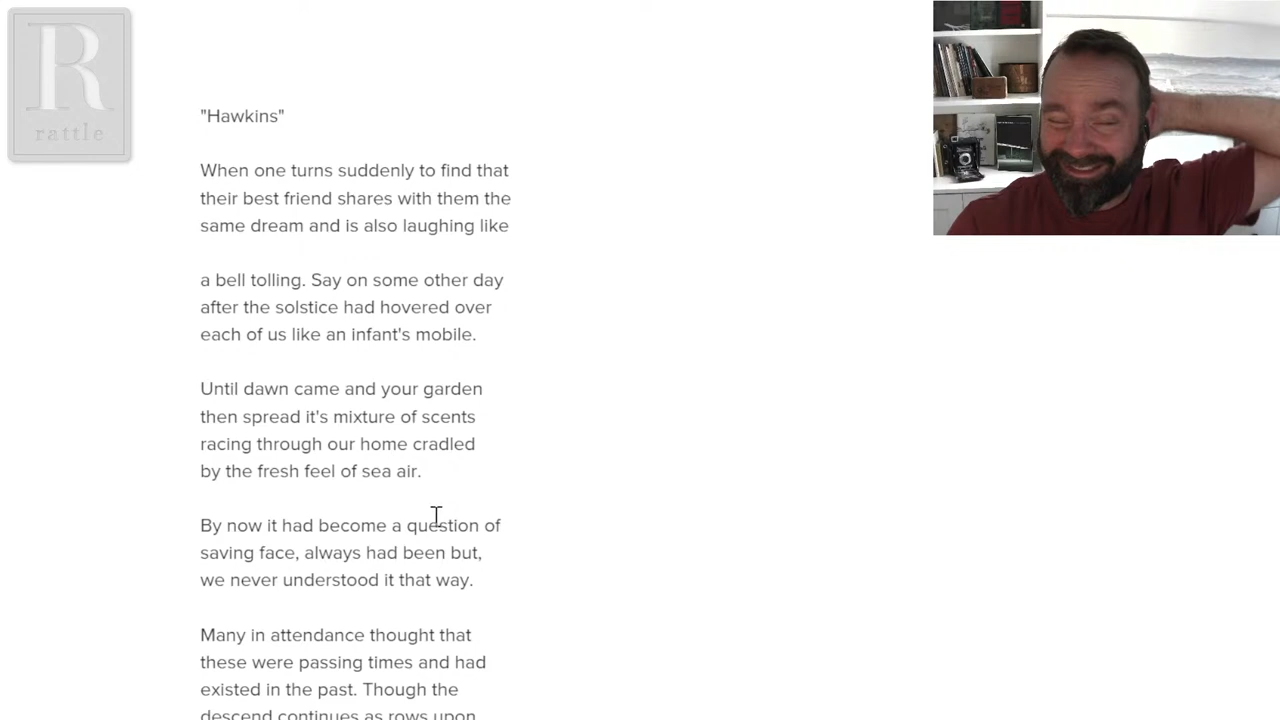 R
rattle
"Hawkins"
When one turns suddenly to find that
their best friend shares with them the
same dream and is also laughing like
a bell tolling. Say on some other day
after the solstice had hovered over
each of us like an infant's mobile.
Until dawn came and your garden
then spread it's mixture of scents
racing through our home cradled
by the fresh feel of sea air.
By now it had become a question of
saving face, always had been but,
we never understood it that way.
Many in attendance thought that
these were passing times and had
existed in the past. Though the
descend continues as rows upon